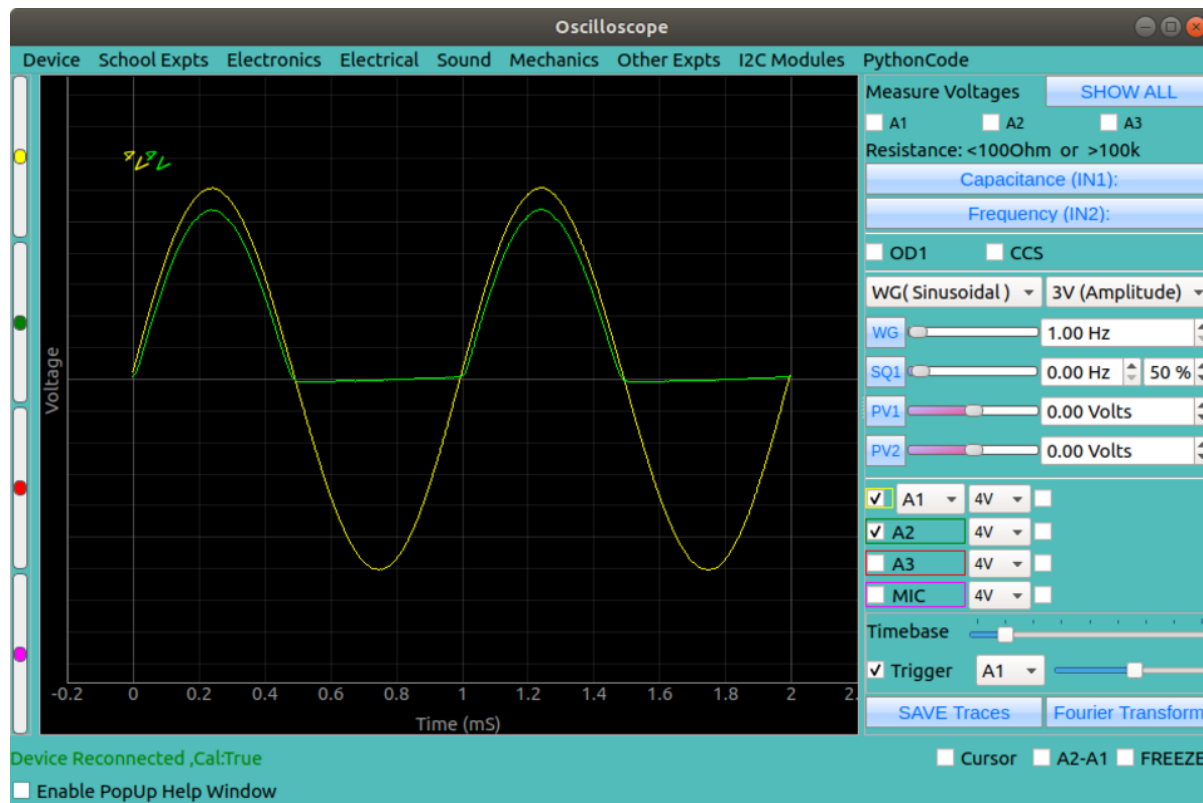 Oscilloscope
Device School Expts Electronics Electrical Sound Mechanics Other Expts I2C Modules PythonCode
Measure Voltages SHOW ALL
A1 A2 A3
Resistance: <100Ohm or >100k
Capacitance (IN1):
Frequency (IN2):
OD1 CCS
WG( Sinusoidal ) 3V (Amplitude)
WG 1.00 Hz
SQ1 0.00 Hz 50 %
PV1 0.00 Volts
PV2 0.00 Volts
A1 4V
A2 4V
A3 4V
MIC 4V
Timebase
Trigger A1
SAVE Traces Fourier Transform
Voltage
-0.2 0 0.2 0.4 0.6 0.8 1 1.2 1.4 1.6 1.8 2 2.
Time (mS)
Device Reconnected ,Cal:True
Cursor A2-A1 FREEZE
Enable PopUp Help Window